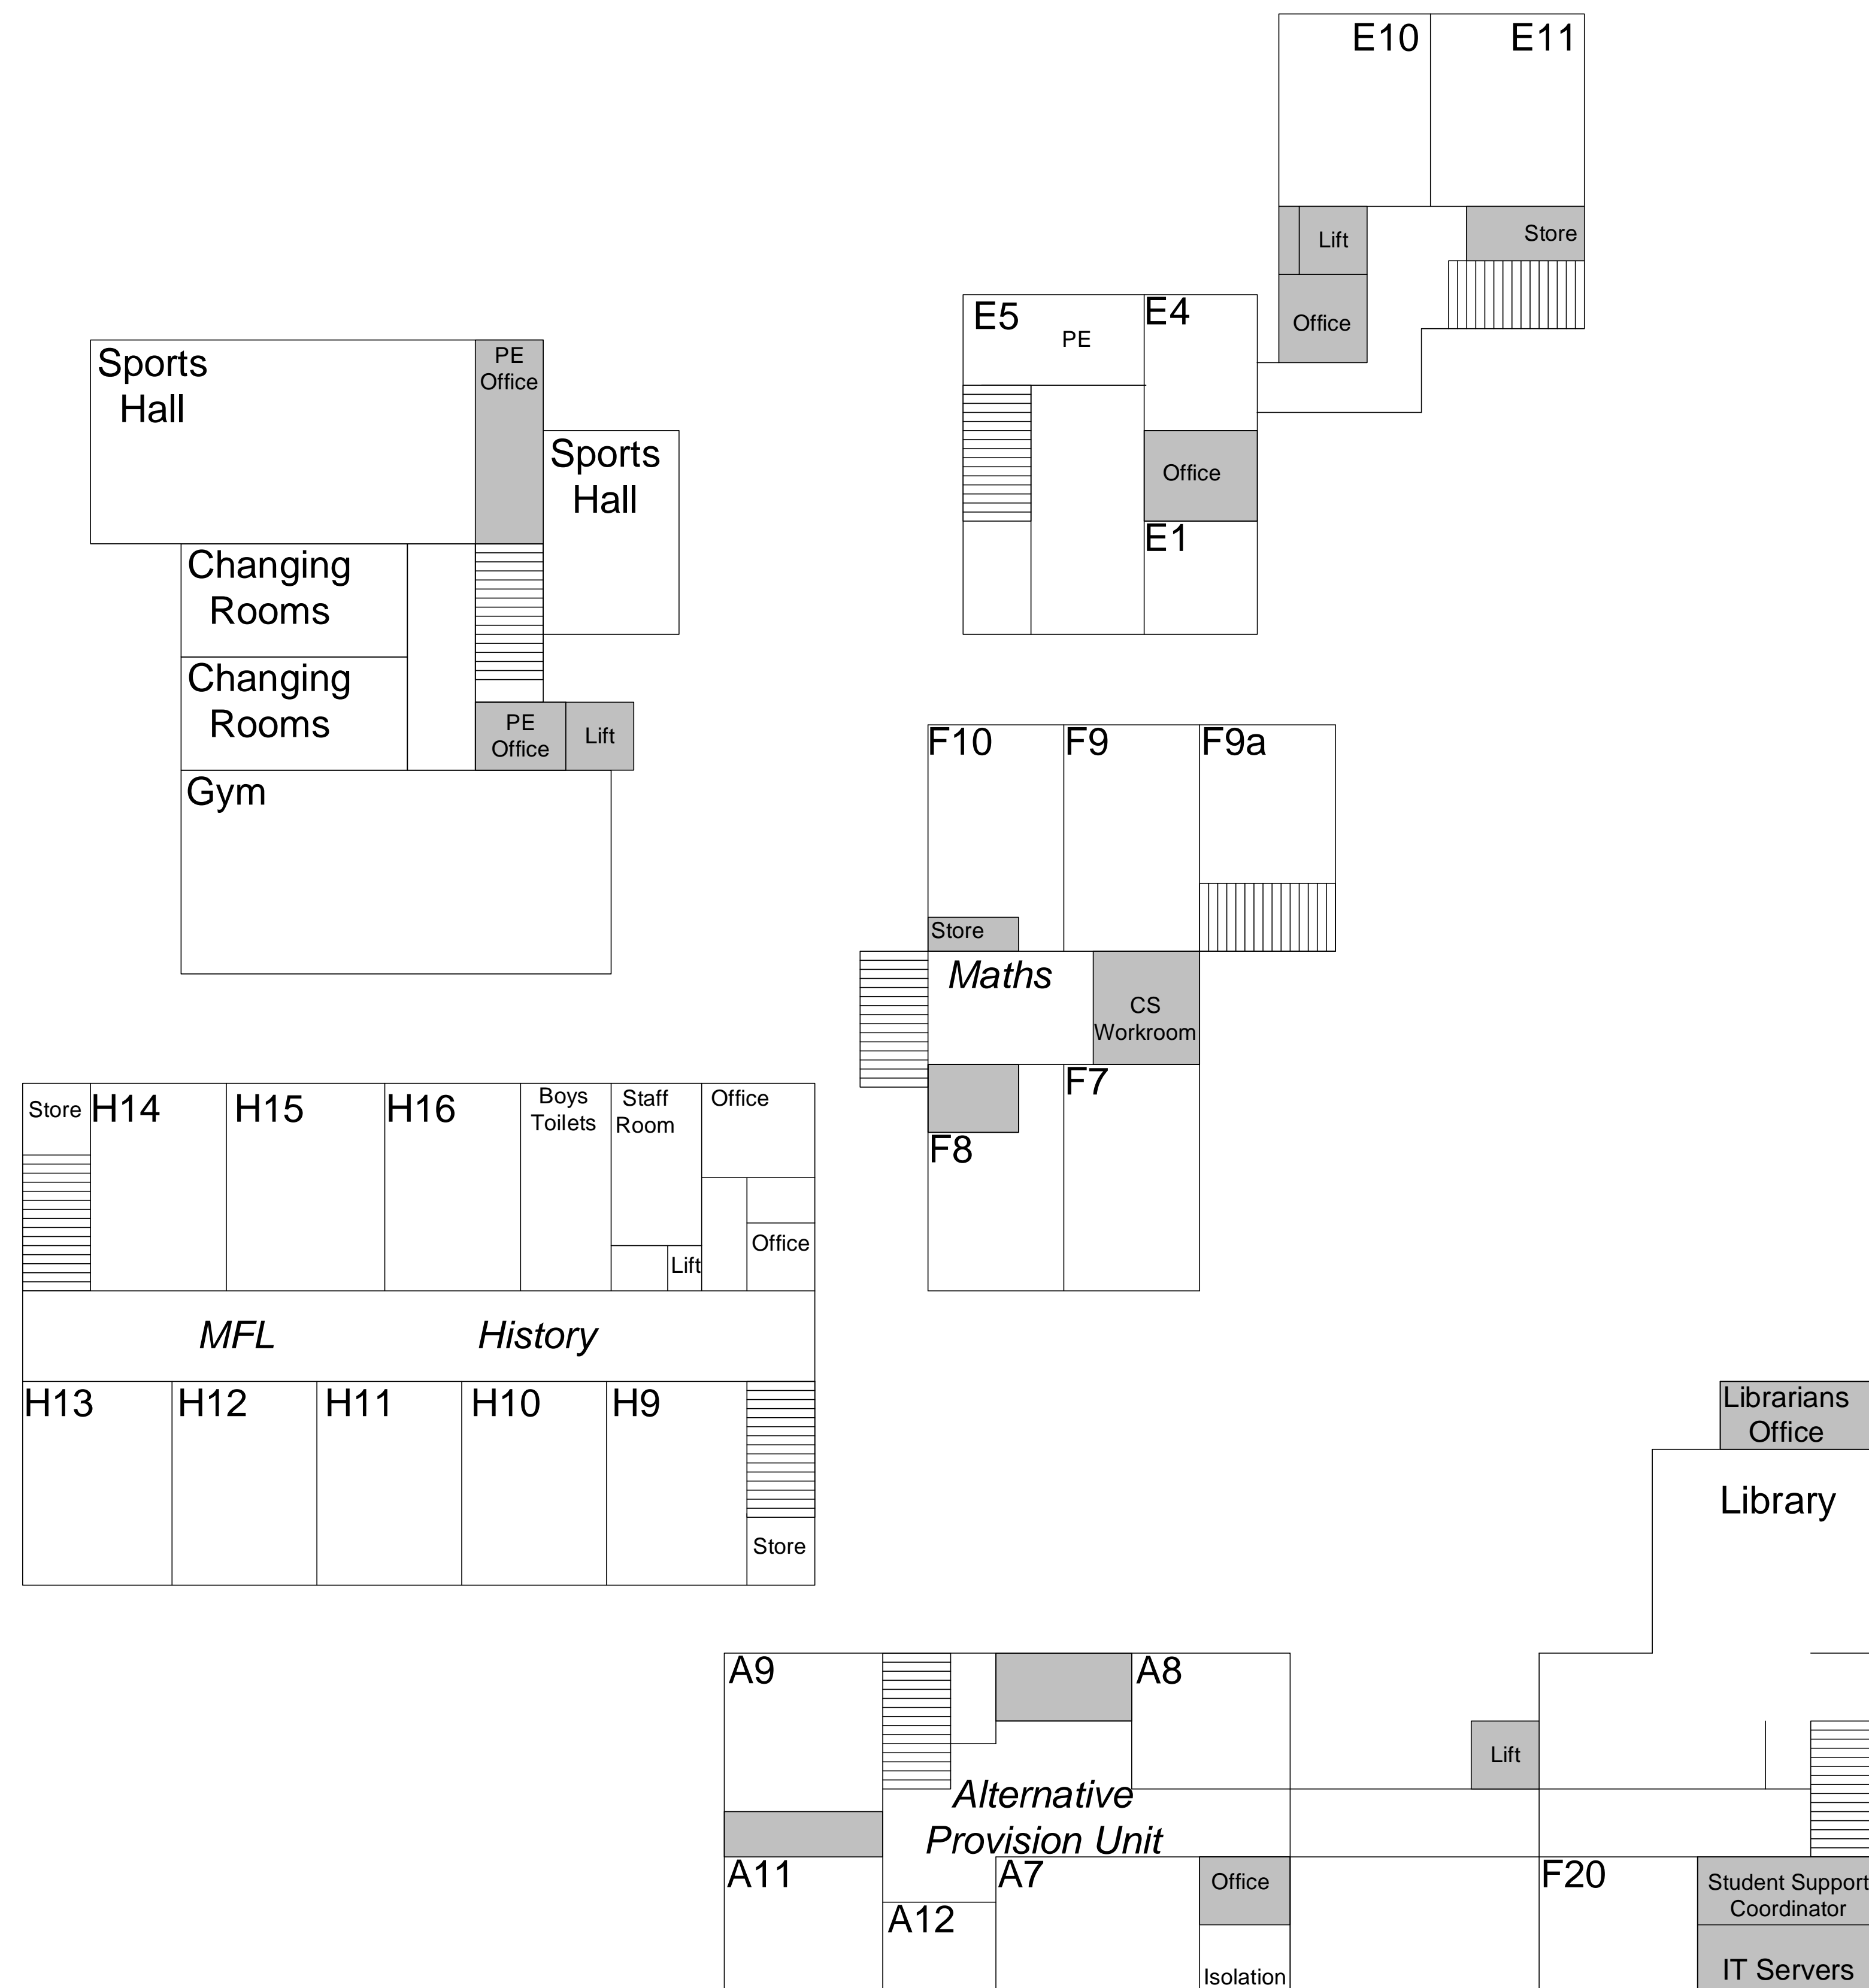 E10
E11
Lift
Store
Office
E5
PE
E4
Office
E1
Sports
Hall
PE
Office
Sports
Hall
Changing
Rooms
Changing
Rooms
PE
Office
Lift
Gym
F10
F9
F9a
Store
Maths
CS
Workroom
F7
F8
Store
H14
H15
H16
Boys
Toilets
Staff
Room
Office
Office
Lift
MFL
History
H13
H12
H11
H10
H9
Store
Librarians
Office
Library
A9
A8
Lift
Alternative
Provision Unit
A11
A7
Office
F20
Student Support
Coordinator
A12
Isolation
IT Servers